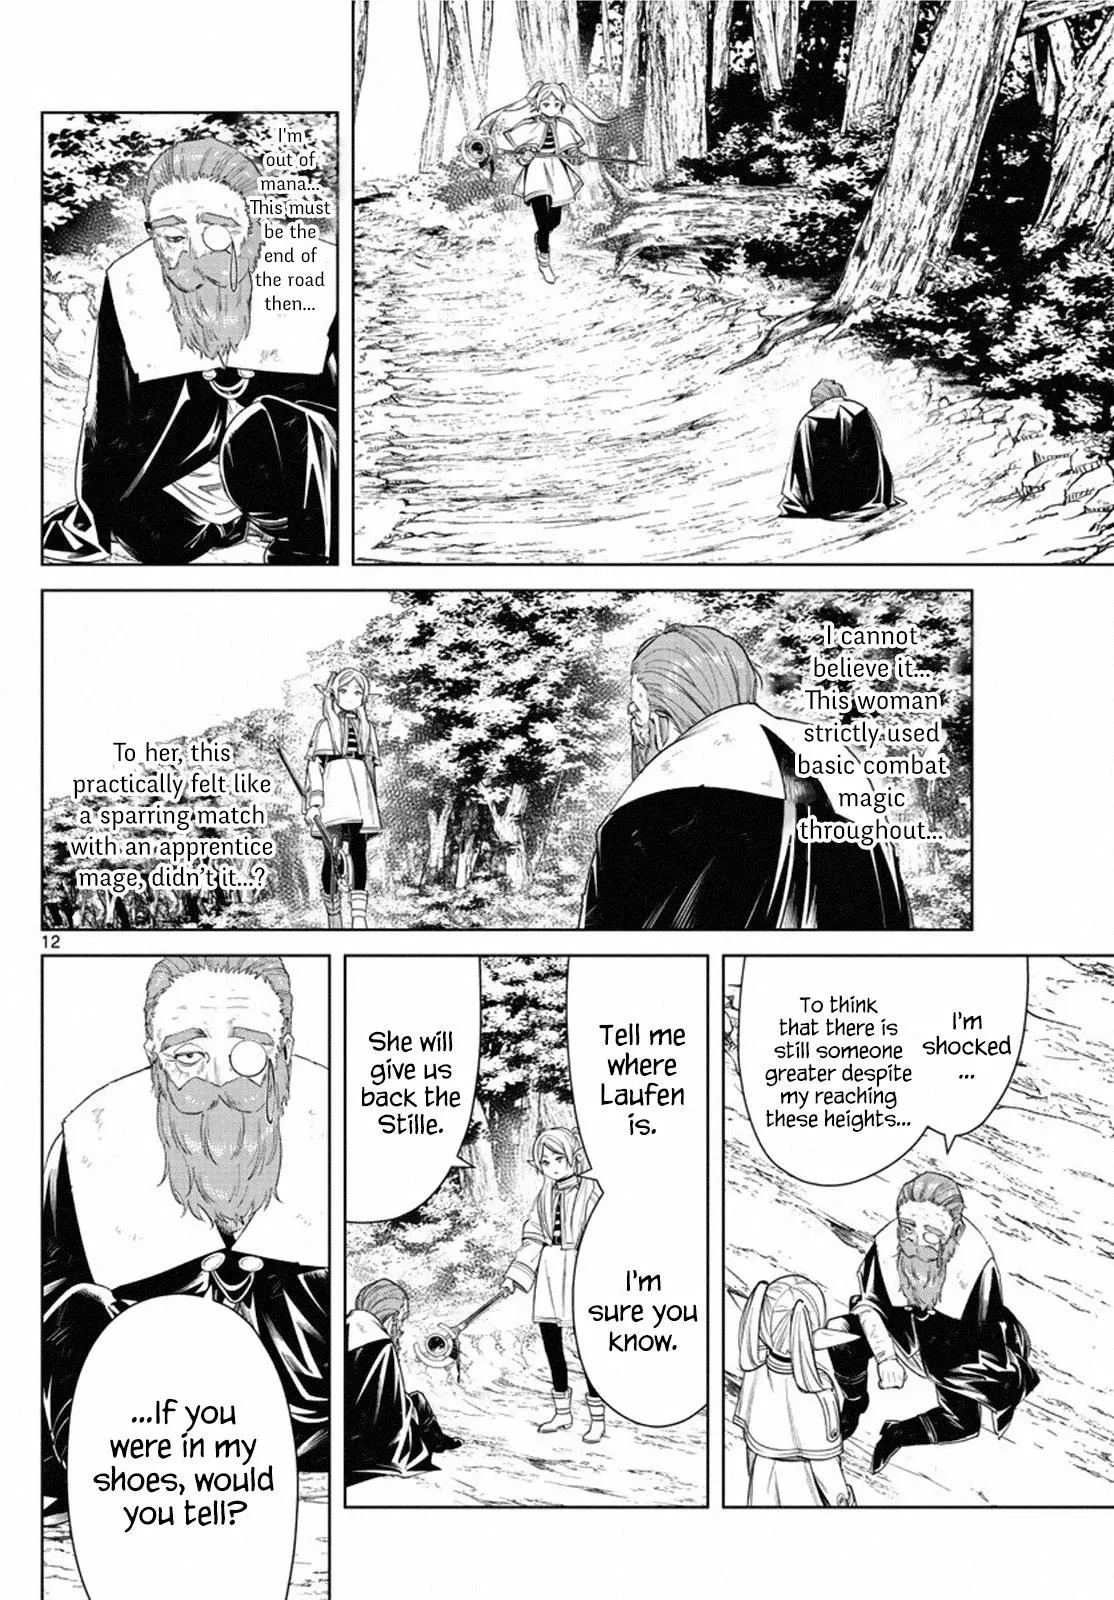 I'm
out of
mana...
This must
be the
end of
the road
then...
I cannot
believe it...
This woman
strictly used
basic combat
magic
throughout...
To her, this
practically felt like
a sparring match
with an apprentice
mage, didn't it...?
12
I'm
shocked
...
To think
that there is
still someone
greater despite
my reaching
these heights...
Tell me
where
Laufen
is.
I'm
sure you
know.
She will
give us
back the
Stille.
...If you
were in my
shoes, would
you tell?